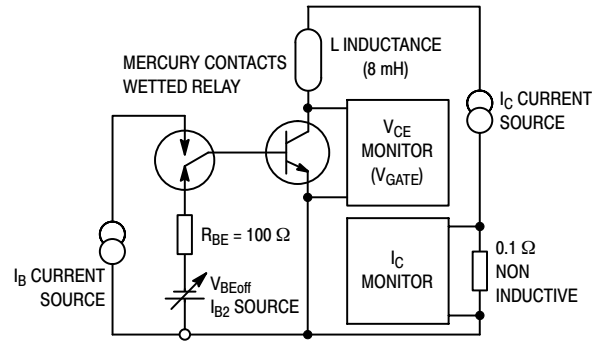 L INDUCTANCE
(8 mH)
MERCURY CONTACTS
WETTED RELAY
I_C CURRENT
SOURCE
V_CE
MONITOR
(V_GATE)
R_BE = 100 Ω
I_C
MONITOR
0.1 Ω
NON
INDUCTIVE
I_B CURRENT
SOURCE
V_BEoff
I_B2 SOURCE